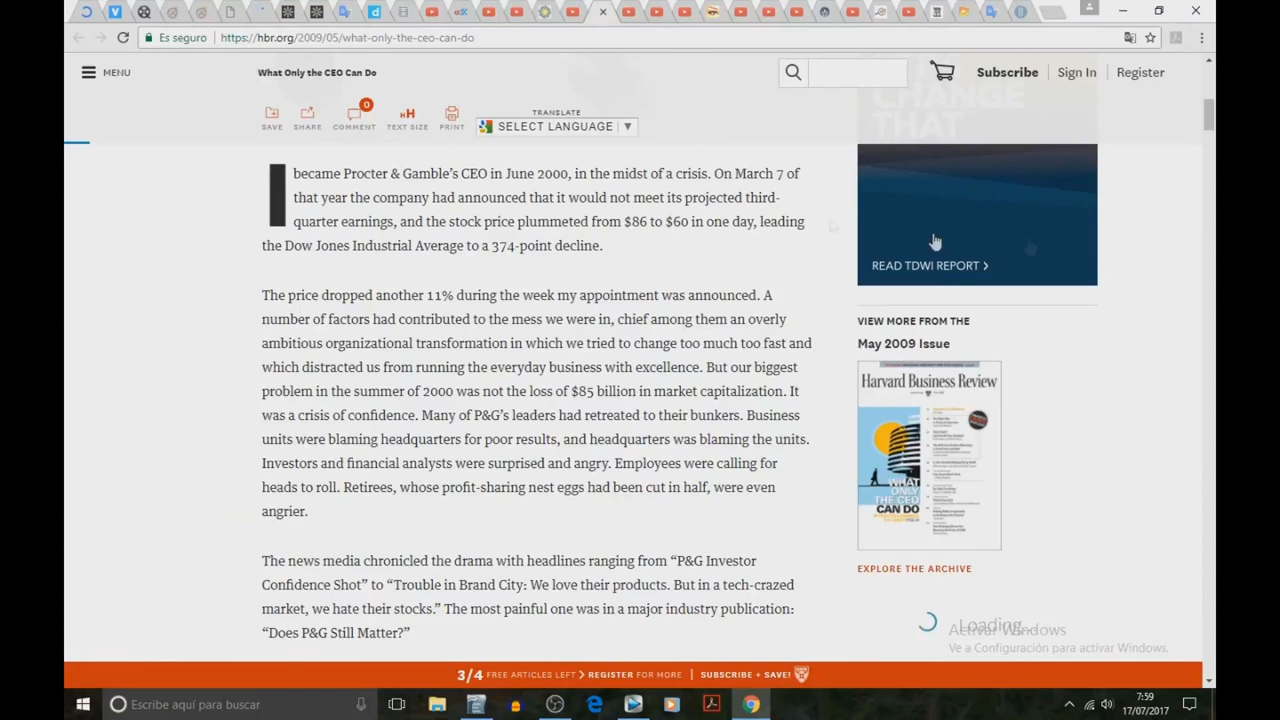 Es seguro
https://hbr.org/2009/05/what-only-the-ceo-can-do
MENU
What Only the CEO Can Do
Subscribe
Sign In
Register
CHANGE
THAT
0
SAVE
SHARE
COMMENT
TEXT SIZE
PRINT
TRANSLATE
SELECT LANGUAGE
I became Procter & Gamble’s CEO in June 2000, in the midst of a crisis. On March 7 of
that year the company had announced that it would not meet its projected third-
quarter earnings, and the stock price plummeted from $86 to $60 in one day, leading
the Dow Jones Industrial Average to a 374-point decline.
The price dropped another 11% during the week my appointment was announced. A
number of factors had contributed to the mess we were in, chief among them an overly
ambitious organizational transformation in which we tried to change too much too fast and
which distracted us from running the everyday business with excellence. But our biggest
problem in the summer of 2000 was not the loss of $85 billion in market capitalization. It
was a crisis of confidence. Many of P&G’s leaders had retreated to their bunkers. Business
units were blaming headquarters for poor results, and headquarters was blaming the units.
Investors and financial analysts were surprised and angry. Employees were calling for
heads to roll. Retirees, whose profit-sharing nest eggs had been cut in half, were even
angrier.
The news media chronicled the drama with headlines ranging from “P&G Investor
Confidence Shot” to “Trouble in Brand City: We love their products. But in a tech-crazed
market, we hate their stocks.” The most painful one was in a major industry publication:
“Does P&G Still Matter?”
READ TDWI REPORT
VIEW MORE FROM THE
May 2009 Issue
Harvard Business Review
WHAT
ONLY
THE CEO
CAN DO
EXPLORE THE ARCHIVE
Loading...
Activar Windows
Ve a Configuración para activar Windows.
3/4 FREE ARTICLES LEFT REGISTER FOR MORE | SUBSCRIBE + SAVE!
Escribe aquí para buscar
7:59
17/07/2017